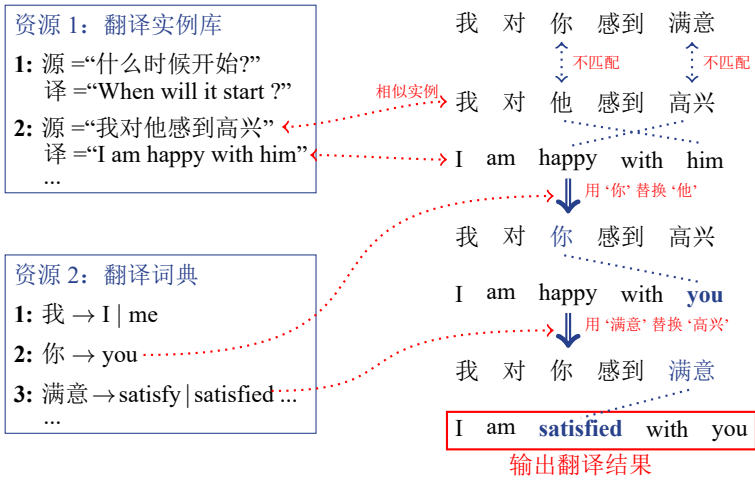 资源 1：翻译实例库
1: 源 =“什么时候开始?”
译 =“When will it start ?”
2: 源 =“我对他感到高兴”
译 =“I am happy with him”
...
资源 2：翻译词典
1: 我 → I | me
2: 你 → you
3: 满意 → satisfy | satisfied ...
...
我 对 你 感到 满意
不匹配 不匹配
相似实例
我 对 他 感到 高兴
I am happy with him
用 ‘你’ 替换 ‘他’
我 对 你 感到 高兴
I am happy with you
用 ‘满意’ 替换 ‘高兴’
我 对 你 感到 满意
I am satisfied with you
输出翻译结果